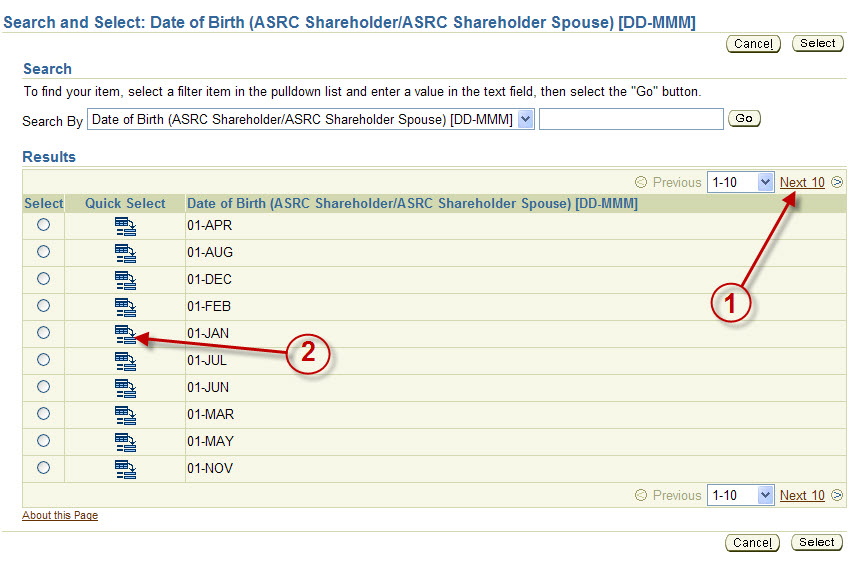 Search and Select: Date of Birth (ASRC Shareholder/ASRC Shareholder Spouse) [DD-MMM]
Cancel Select
Search
To find your item, select a filter item in the pulldown list and enter a value in the text field, then select the "Go" button.
Search By Date of Birth (ASRC Shareholder/ASRC Shareholder Spouse) [DD-MMM] Go
Results
Previous 1-10 Next 10
Select Quick Select Date of Birth (ASRC Shareholder/ASRC Shareholder Spouse) [DD-MMM]
01-APR
01-AUG
01-DEC
01-FEB
1
01-JAN
2
01-JUL
01-JUN
01-MAR
01-MAY
01-NOV
Previous 1-10 Next 10
About this Page
Cancel Select